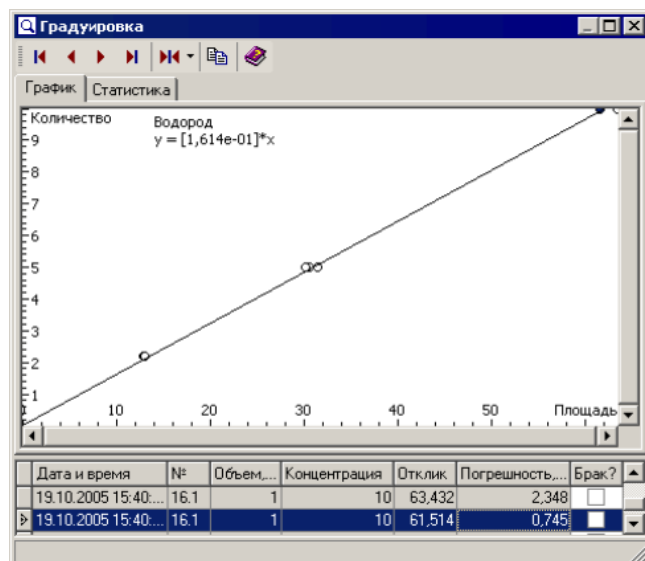 Градуировка
График Статистика
Количество
Водород
y = [1,614e-01]*x
9
8
7
6
5
4
3
2
1
10 20 30 40 50 Площадь
Дата и время № Объем,... Концентрация Отклик Погрешность,... Брак?
19.10.2005 15:40:... 16.1 1 10 63,432 2,348
19.10.2005 15:40:... 16.1 1 10 61,514 0,745